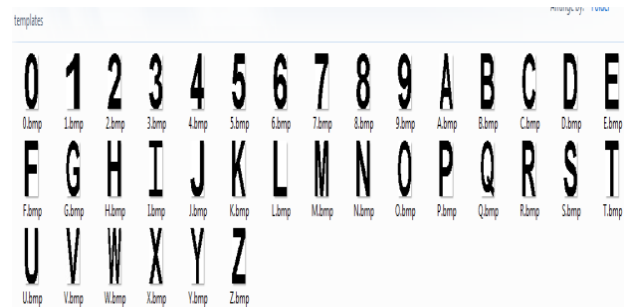 Arrange by: Folder
templates
0 1 2 3 4 5 6 7 8 9 A B C D E
0.bmp 1.bmp 2.bmp 3.bmp 4.bmp 5.bmp 6.bmp 7.bmp 8.bmp 9.bmp A.bmp B.bmp C.bmp D.bmp E.bmp
F G H I J K L M N O P Q R S T
F.bmp G.bmp H.bmp I.bmp J.bmp K.bmp L.bmp M.bmp N.bmp O.bmp P.bmp Q.bmp R.bmp S.bmp T.bmp
U V W X Y Z
U.bmp V.bmp W.bmp X.bmp Y.bmp Z.bmp